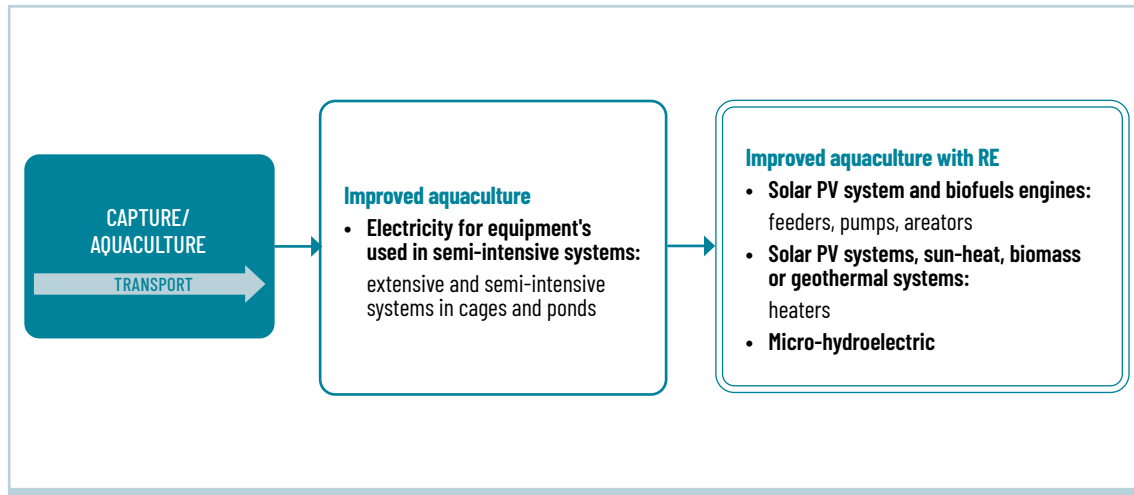 CAPTURE/
AQUACULTURE
TRANSPORT
Improved aquaculture
• Electricity for equipment's
used in semi-intensive systems:
extensive and semi-intensive
systems in cages and ponds
Improved aquaculture with RE
• Solar PV system and biofuels engines:
feeders, pumps, areators
• Solar PV systems, sun-heat, biomass
or geothermal systems:
heaters
• Micro-hydroelectric